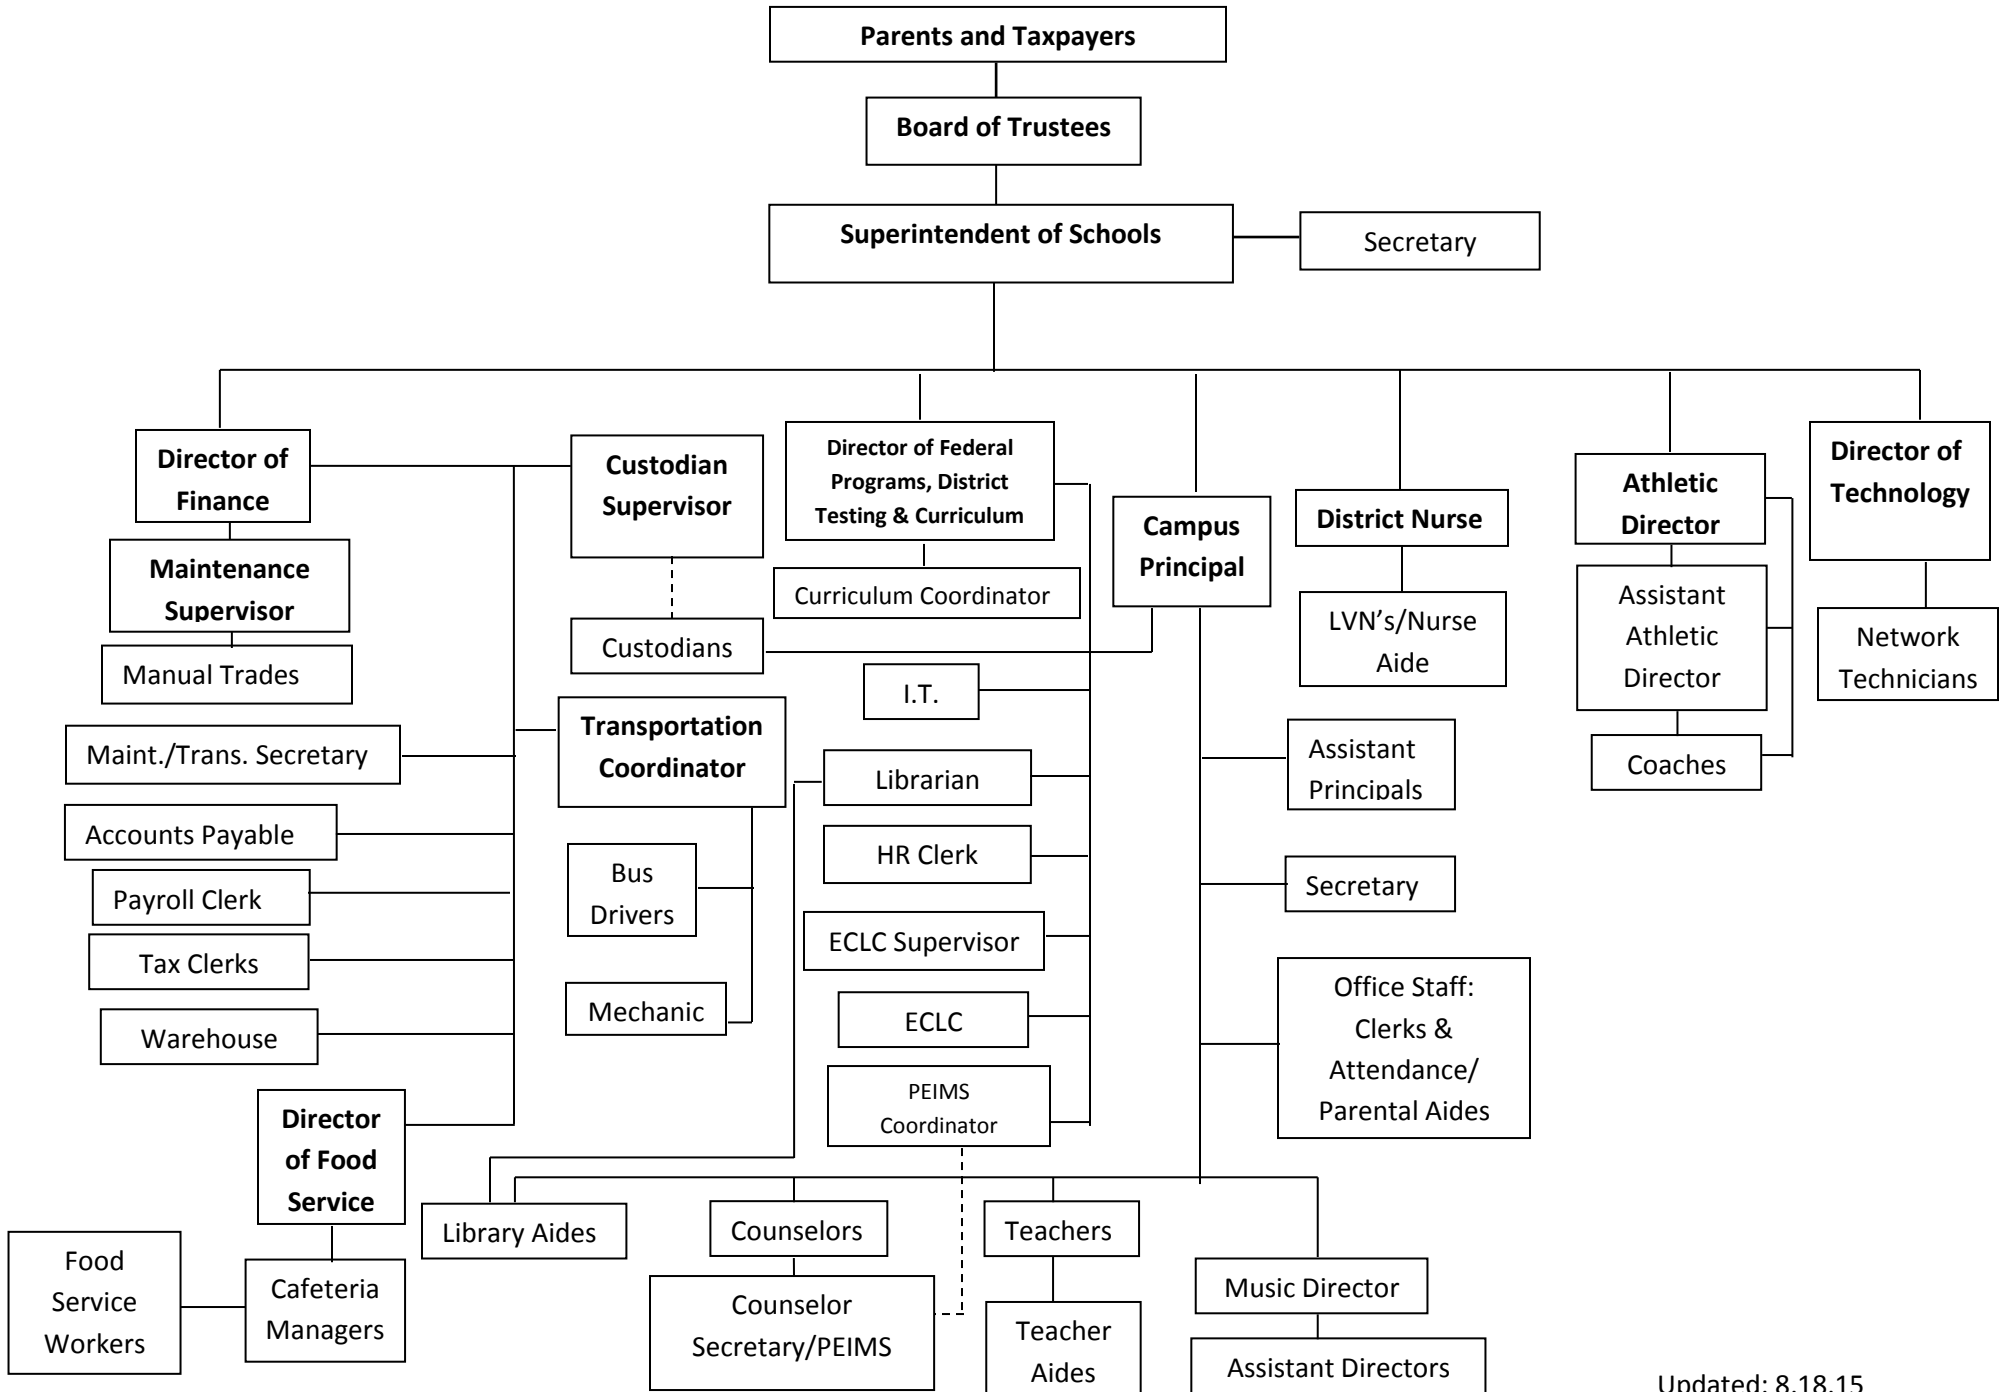 Parents and Taxpayers
Board of Trustees
Superintendent of Schools
Secretary
Director of
Finance
Custodian
Supervisor
Director of Federal
Programs, District
Testing & Curriculum
Campus
Principal
District Nurse
Athletic
Director
Director of
Technology
Maintenance
Supervisor
Manual Trades
Custodians
Curriculum Coordinator
LVN's/Nurse
Aide
Assistant
Athletic
Director
Network
Technicians
Maint./Trans. Secretary
Transportation
Coordinator
I.T.
Librarian
Assistant
Principals
Coaches
Accounts Payable
Payroll Clerk
Tax Clerks
Warehouse
Bus
Drivers
Mechanic
HR Clerk
ECLC Supervisor
ECLC
PEIMS
Coordinator
Secretary
Office Staff:
Clerks &
Attendance/
Parental Aides
Director
of Food
Service
Food
Service
Workers
Cafeteria
Managers
Library Aides
Counselors
Counselor
Secretary/PEIMS
Teachers
Teacher
Aides
Music Director
Assistant Directors
Updated: 8.18.15